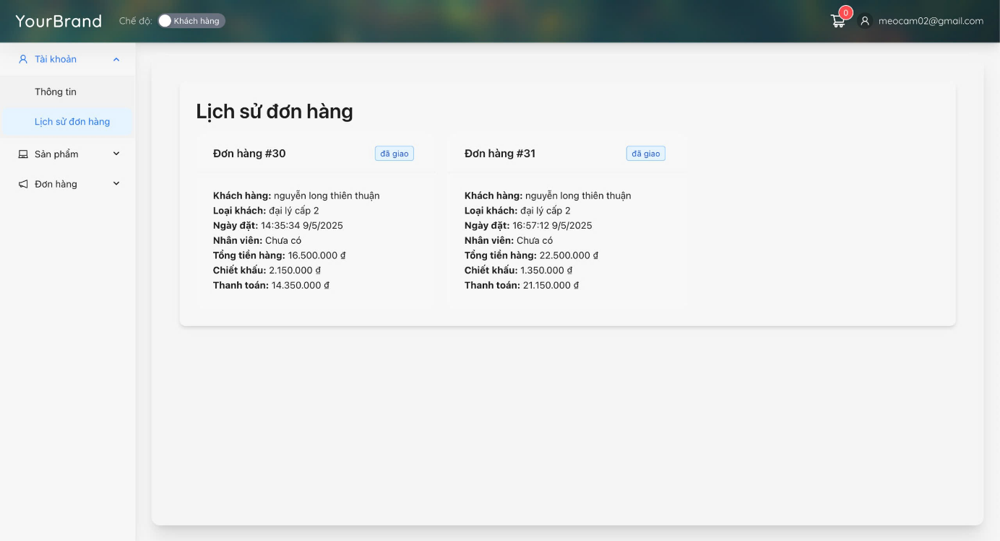 YourBrand
Chế độ: Khách hàng
0
meocam02@gmail.com
Tài khoản
Thông tin
Lịch sử đơn hàng
Sản phẩm
Đơn hàng
Lịch sử đơn hàng
Đơn hàng #30
đã giao
Khách hàng: nguyễn long thiên thuận
Loại khách: đại lý cấp 2
Ngày đặt: 14:35:34 9/5/2025
Nhân viên: Chưa có
Tổng tiền hàng: 16.500.000 ₫
Chiết khấu: 2.150.000 ₫
Thanh toán: 14.350.000 ₫
Đơn hàng #31
đã giao
Khách hàng: nguyễn long thiên thuận
Loại khách: đại lý cấp 2
Ngày đặt: 16:57:12 9/5/2025
Nhân viên: Chưa có
Tổng tiền hàng: 22.500.000 ₫
Chiết khấu: 1.350.000 ₫
Thanh toán: 21.150.000 ₫